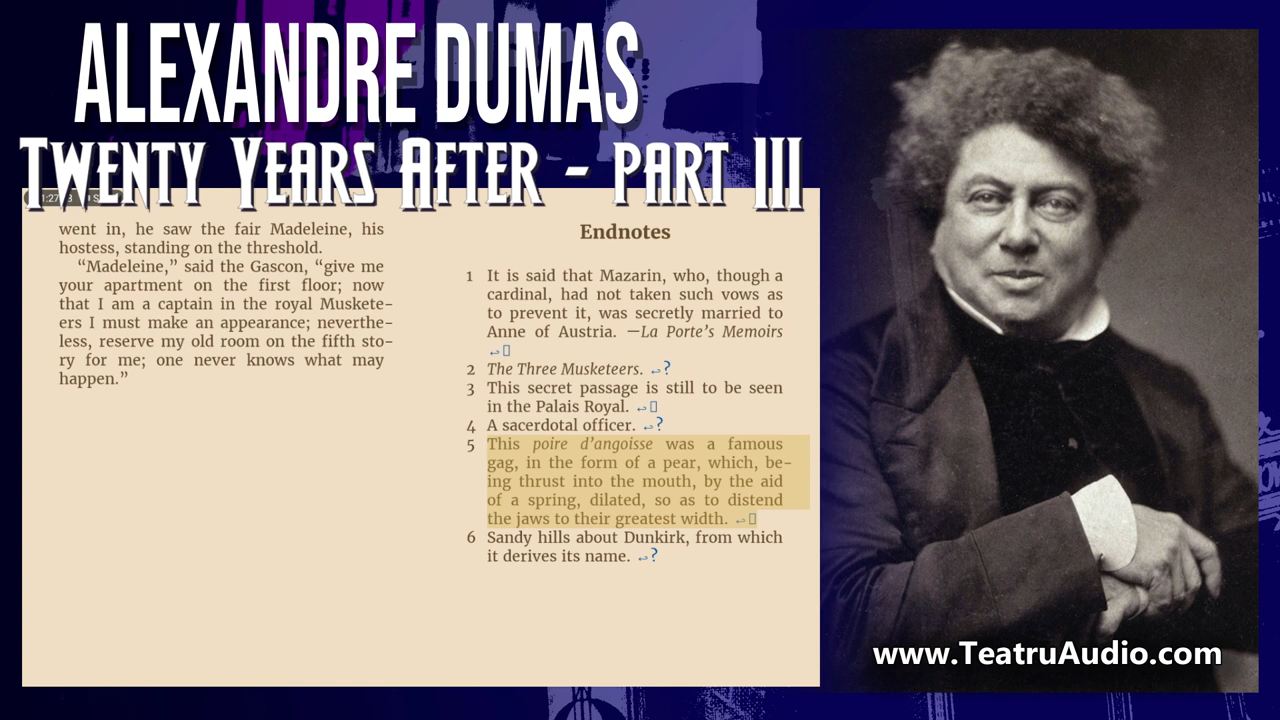 ALEXANDRE DUMAS
TWENTY YEARS AFTER - PART III
went in, he saw the fair Madeleine, his
hostess, standing on the threshold.
“Madeleine,” said the Gascon, “give me
your apartment on the first floor; now
that I am a captain in the royal Muskete-
ers I must make an appearance; neverthe-
less, reserve my old room on the fifth sto-
ry for me; one never knows what may
happen.”
Endnotes
1 It is said that Mazarin, who, though a
cardinal, had not taken such vows as
to prevent it, was secretly married to
Anne of Austria. —La Porte’s Memoirs
↩
2 The Three Musketeers. ↩?
3 This secret passage is still to be seen
in the Palais Royal. ↩
4 A sacerdotal officer. ↩?
5 This poire d’angoisse was a famous
gag, in the form of a pear, which, be-
ing thrust into the mouth, by the aid
of a spring, dilated, so as to distend
the jaws to their greatest width. ↩
6 Sandy hills about Dunkirk, from which
it derives its name. ↩?
www.TeatruAudio.com